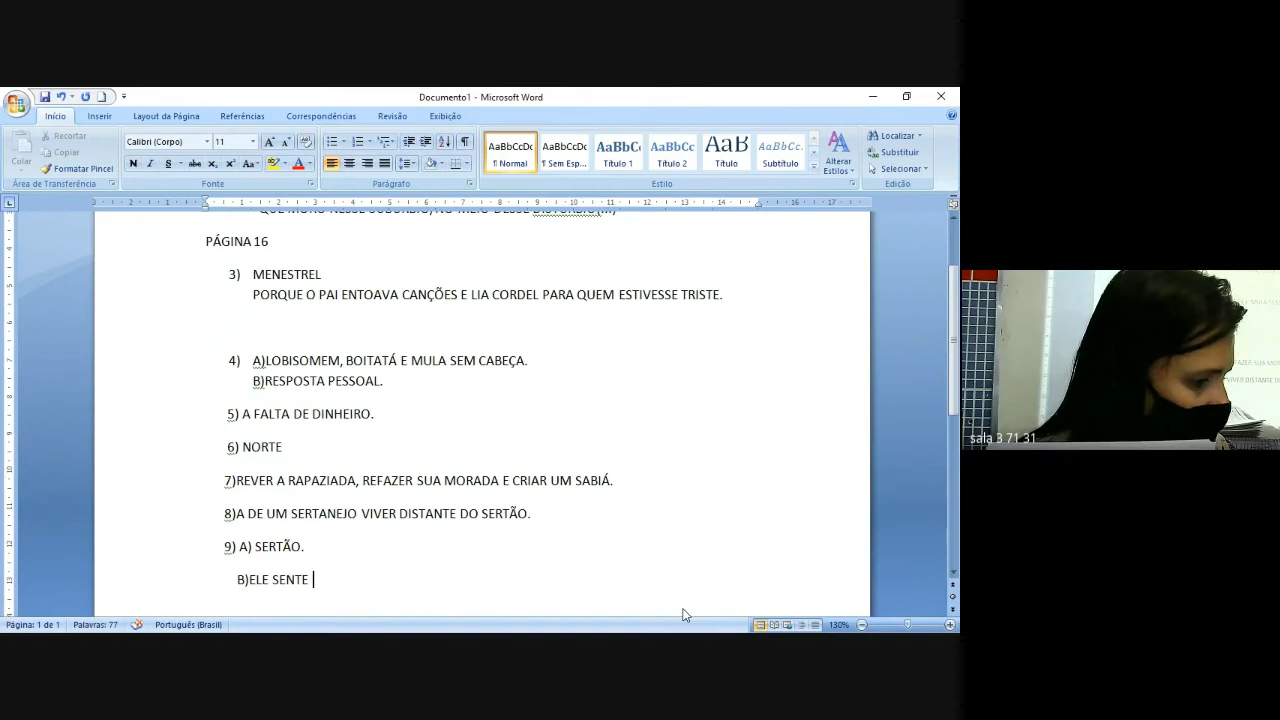 Documento1 - Microsoft Word
Início Inserir Layout da Página Referências Correspondências Revisão Exibição
Colar
Recortar
Copiar
Formatar Pincel
Área de Transferência
Calibri (Corpo) 11
N I S abc x₂ x² Aa
Fonte
Parágrafo
AaBbCcDc AaBbCcDc AaBbCc AaBbCc AaB AaBbCc.
¶ Normal ¶ Sem Esp... Título 1 Título 2 Título Subtítulo
Alterar
Estilos
Estilo
Localizar
Substituir
Selecionar
Edição
PÁGINA 16
3) MENESTREL
PORQUE O PAI ENTOAVA CANÇÕES E LIA CORDEL PARA QUEM ESTIVESSE TRISTE.
4) A)LOBISOMEM, BOITATÁ E MULA SEM CABEÇA.
B)RESPOSTA PESSOAL.
5) A FALTA DE DINHEIRO.
6) NORTE
7)REVER A RAPAZIADA, REFAZER SUA MORADA E CRIAR UM SABIÁ.
8)A DE UM SERTANEJO VIVER DISTANTE DO SERTÃO.
9) A) SERTÃO.
B)ELE SENTE
Página: 1 de 1 Palavras: 77 Português (Brasil) 130%
sala 3 71 31